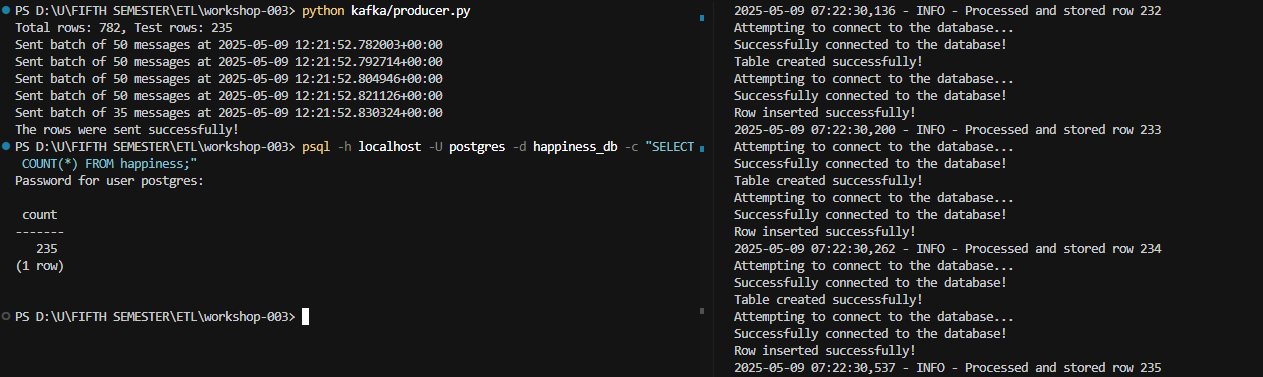 PS D:\U\FIFTH SEMESTER\ETL\workshop-003> python kafka/producer.py
Total rows: 782, Test rows: 235
Sent batch of 50 messages at 2025-05-09 12:21:52.782003+00:00
Sent batch of 50 messages at 2025-05-09 12:21:52.792714+00:00
Sent batch of 50 messages at 2025-05-09 12:21:52.804946+00:00
Sent batch of 50 messages at 2025-05-09 12:21:52.821126+00:00
Sent batch of 35 messages at 2025-05-09 12:21:52.830324+00:00
The rows were sent successfully!
PS D:\U\FIFTH SEMESTER\ETL\workshop-003> psql -h localhost -U postgres -d happiness_db -c "SELECT
 COUNT(*) FROM happiness;"
Password for user postgres:
 count
-------
   235
(1 row)
PS D:\U\FIFTH SEMESTER\ETL\workshop-003>
2025-05-09 07:22:30,136 - INFO - Processed and stored row 232
Attempting to connect to the database...
Successfully connected to the database!
Table created successfully!
Attempting to connect to the database...
Successfully connected to the database!
Row inserted successfully!
2025-05-09 07:22:30,200 - INFO - Processed and stored row 233
Attempting to connect to the database...
Successfully connected to the database!
Table created successfully!
Attempting to connect to the database...
Successfully connected to the database!
Row inserted successfully!
2025-05-09 07:22:30,262 - INFO - Processed and stored row 234
Attempting to connect to the database...
Successfully connected to the database!
Table created successfully!
Attempting to connect to the database...
Successfully connected to the database!
Row inserted successfully!
2025-05-09 07:22:30,537 - INFO - Processed and stored row 235